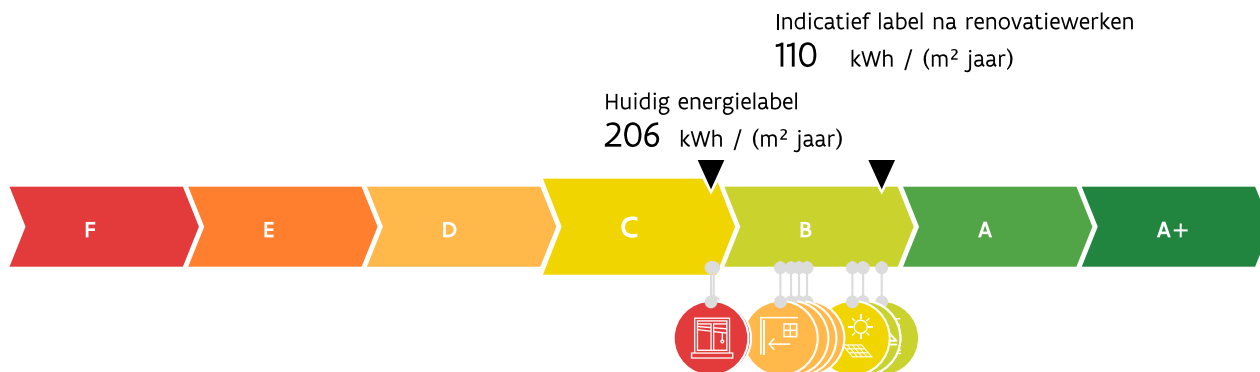 Indicatief label na renovatiewerken
110 kWh / (m² jaar)
Huidig energielabel
206 kWh / (m² jaar)
F E D C B A A+